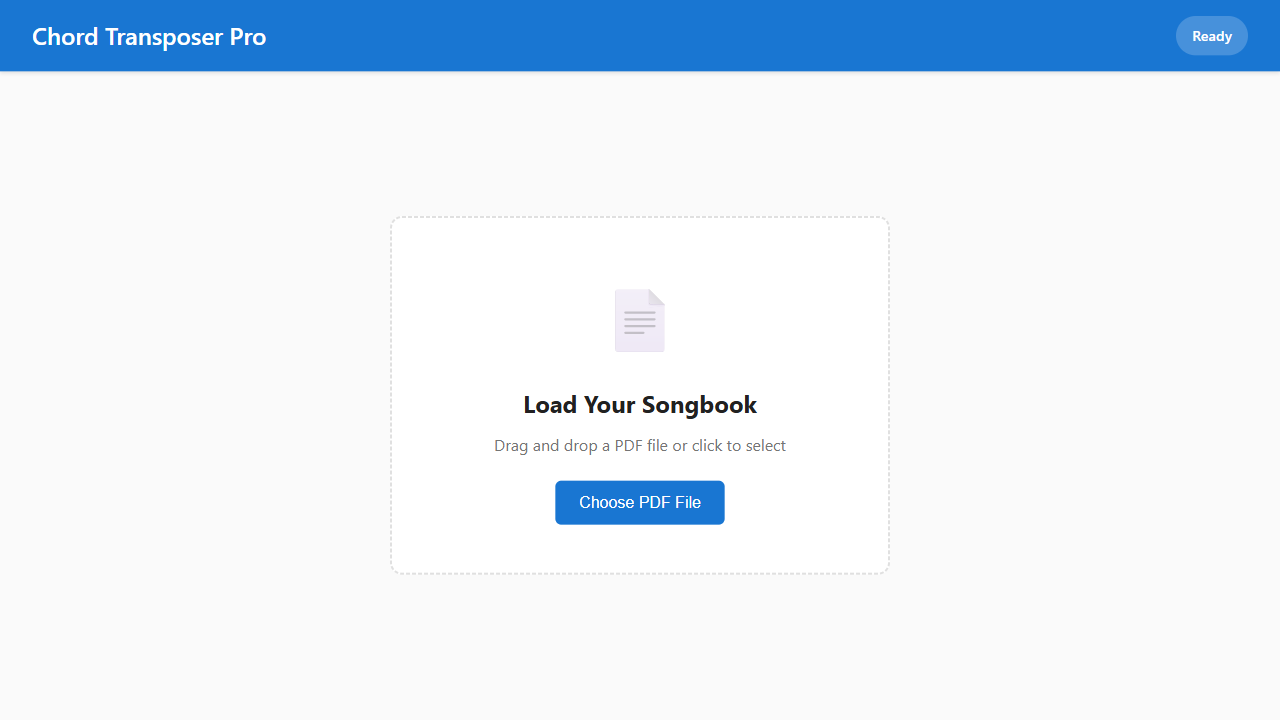 Chord Transposer Pro
Ready
Load Your Songbook
Drag and drop a PDF file or click to select
Choose PDF File